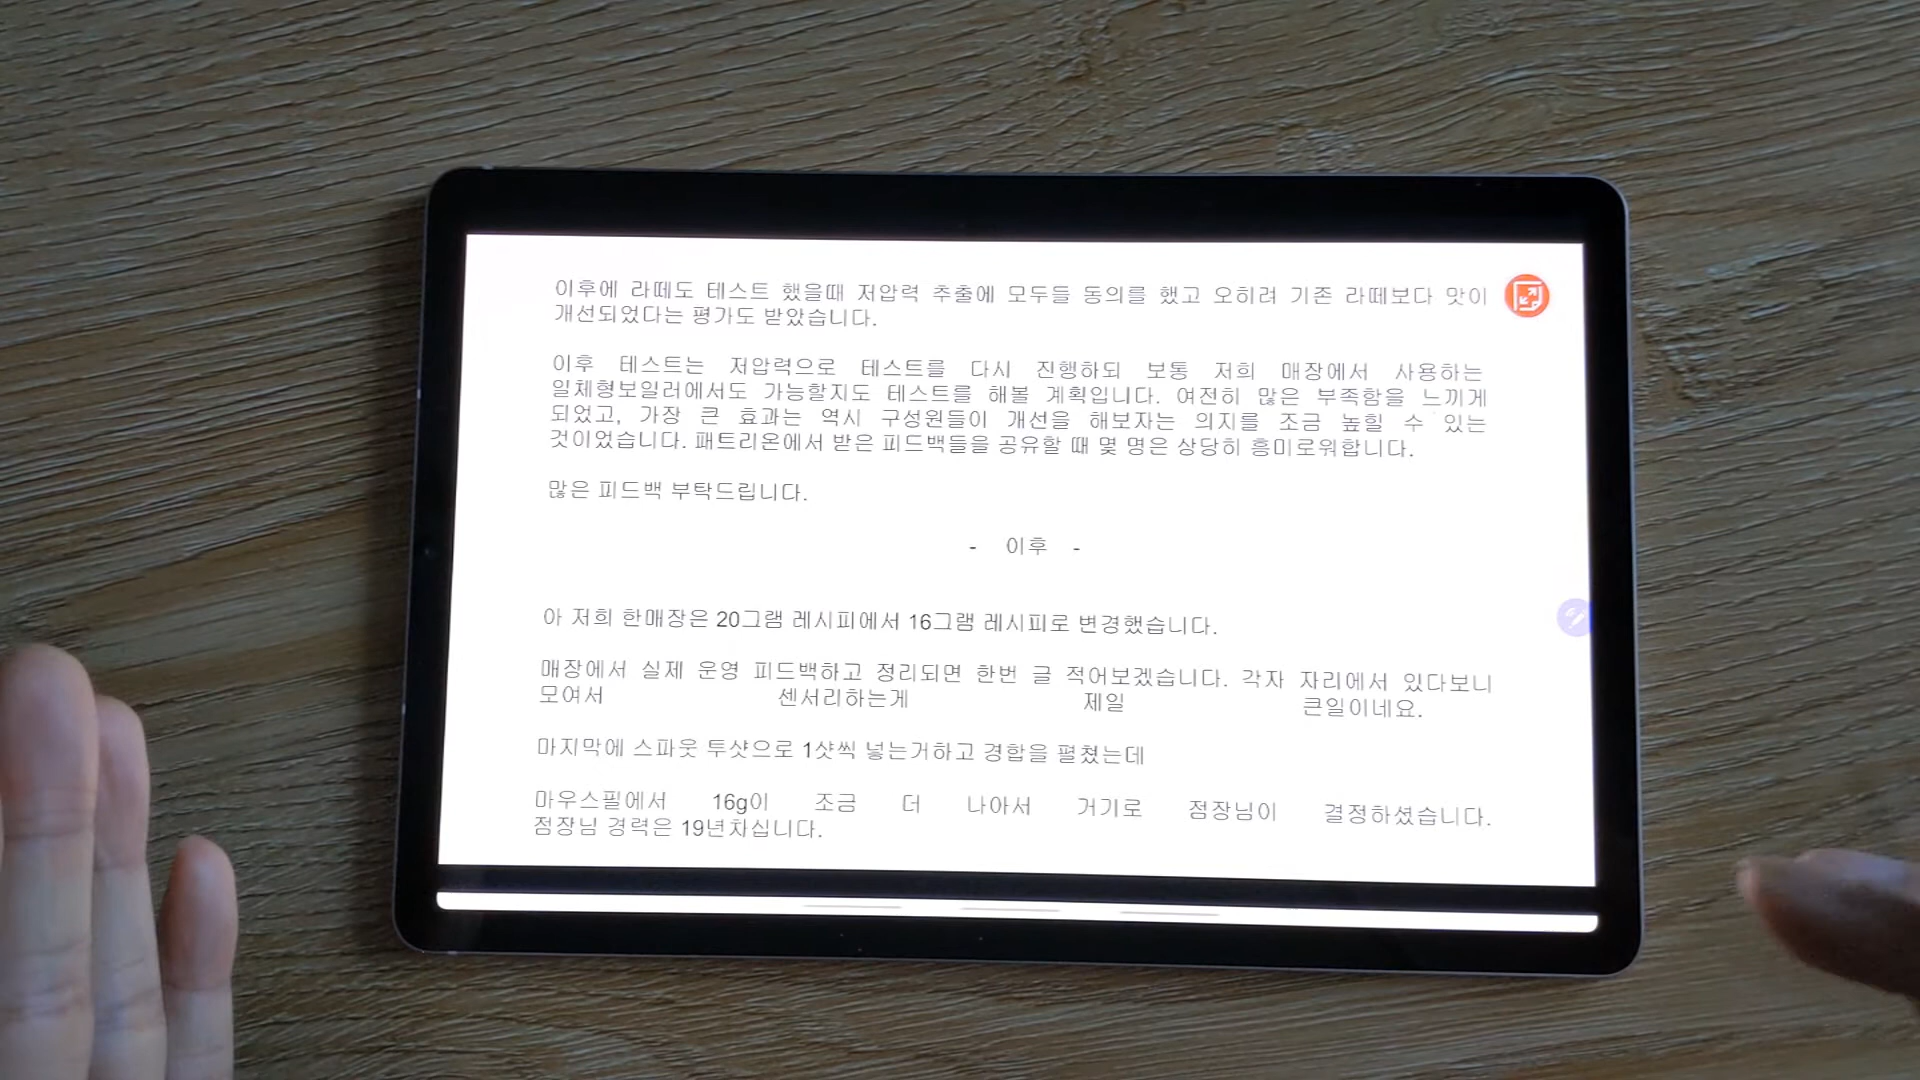 이후에 라떼도 테스트 했을때 저압력 추출에 모두들 동의를 했고 오히려 기존 라떼보다 맛이
개선되었다는 평가도 받았습니다.
이후 테스트는 저압력으로 테스트를 다시 진행하되 보통 저희 매장에서 사용하는
일체형보일러에서도 가능할지도 테스트를 해볼 계획입니다. 여전히 많은 부족함을 느끼게
되었고, 가장 큰 효과는 역시 구성원들이 개선을 해보자는 의지를 조금 높힐 수 있는
것이었습니다. 패트리온에서 받은 피드백들을 공유할 때 몇 명은 상당히 흥미로워합니다.
많은 피드백 부탁드립니다.
- 이후 -
아 저희 한매장은 20그램 레시피에서 16그램 레시피로 변경했습니다.
매장에서 실제 운영 피드백하고 정리되면 한번 글 적어보겠습니다. 각자 자리에서 있다보니
모여서 센서리하는게 제일 큰일이네요.
마지막에 스파웃 투샷으로 1샷씩 넣는거하고 경합을 펼쳤는데
마우스필에서 16g이 조금 더 나아서 거기로 점장님이 결정하셨습니다.
점장님 경력은 19년차십니다.